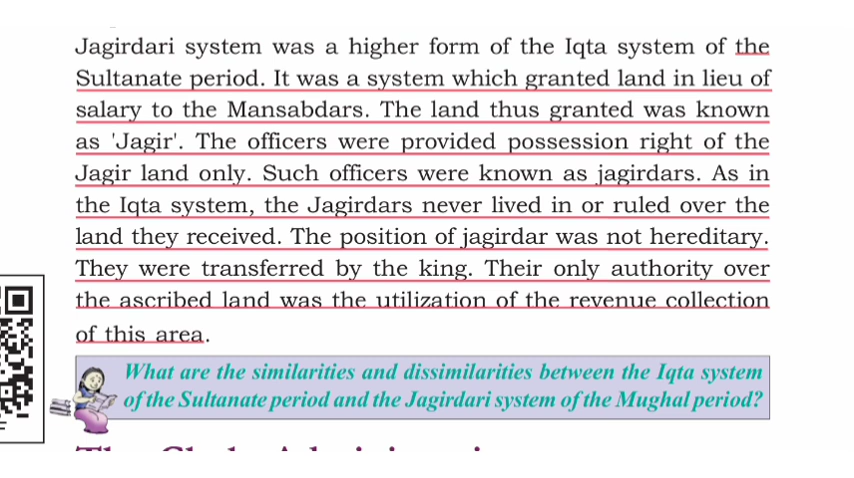 Jagirdari system was a higher form of the Iqta system of the
Sultanate period. It was a system which granted land in lieu of
salary to the Mansabdars. The land thus granted was known
as 'Jagir'. The officers were provided possession right of the
Jagir land only. Such officers were known as jagirdars. As in
the Iqta system, the Jagirdars never lived in or ruled over the
land they received. The position of jagirdar was not hereditary.
They were transferred by the king. Their only authority over
the ascribed land was the utilization of the revenue collection
of this area.
What are the similarities and dissimilarities between the Iqta system
of the Sultanate period and the Jagirdari system of the Mughal period?